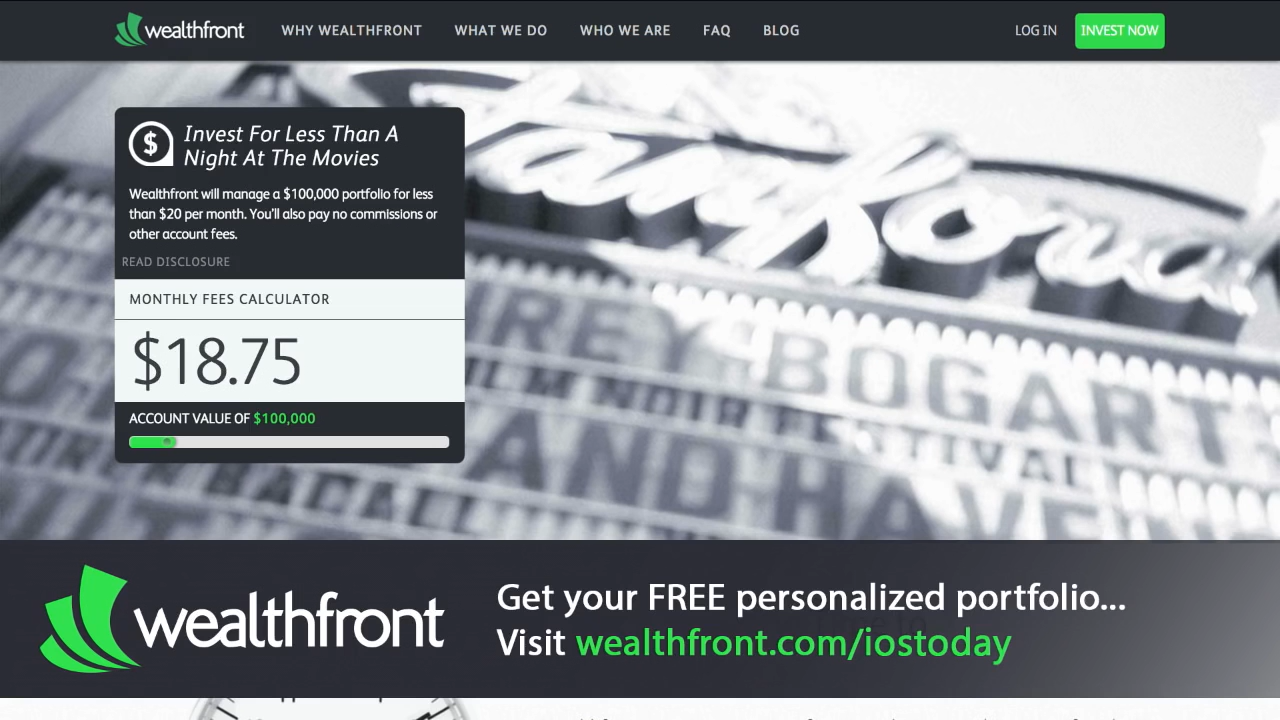 wealthfront
WHY WEALTHFRONT
WHAT WE DO
WHO WE ARE
FAQ
BLOG
LOG IN
INVEST NOW
Invest For Less Than A
Night At The Movies
Wealthfront will manage a $100,000 portfolio for less
than $20 per month. You'll also pay no commissions or
other account fees.
READ DISCLOSURE
MONTHLY FEES CALCULATOR
$18.75
ACCOUNT VALUE OF $100,000
REY BOGART
AND HAVE
wealthfront
Get your FREE personalized portfolio...
Visit wealthfront.com/iostoday